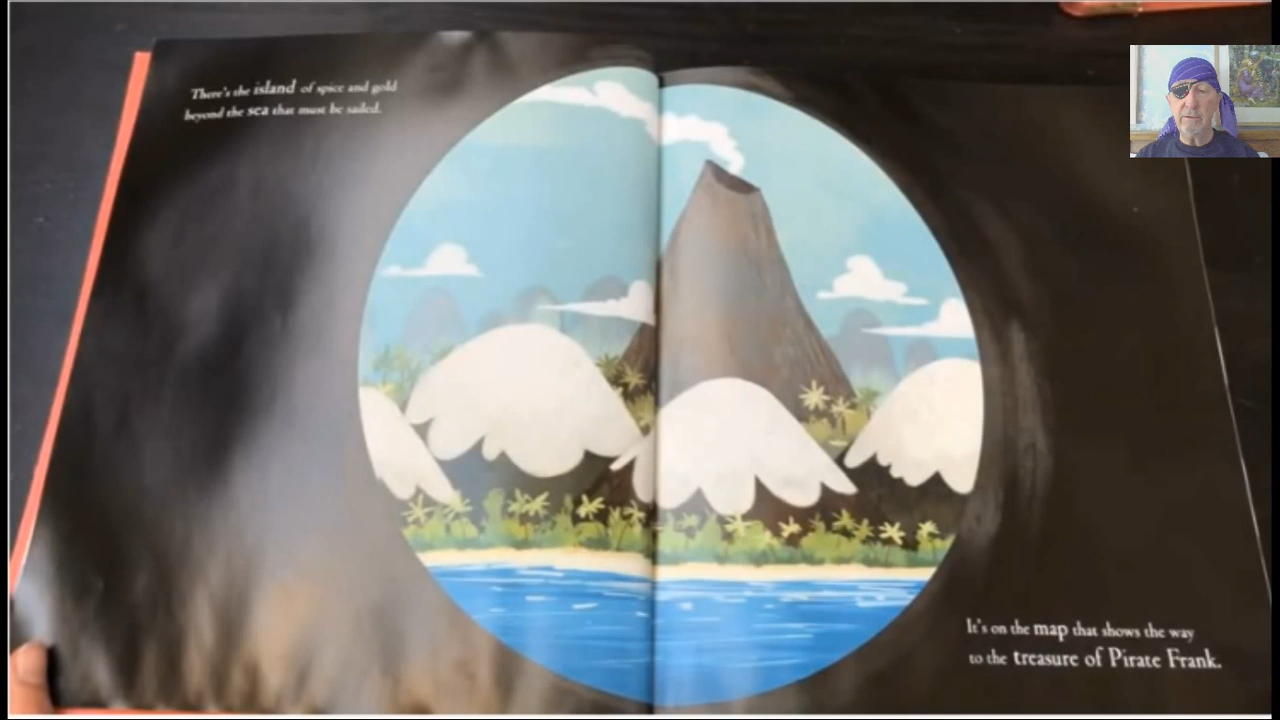 There's the island of spice and gold
beyond the sea that must be sailed.
It's on the map that shows the way
to the treasure of Pirate Frank.